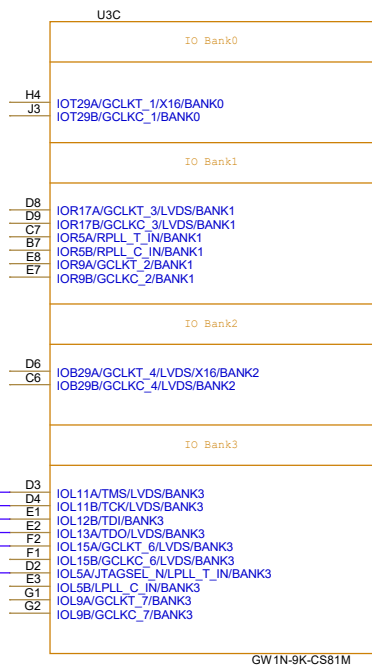 U3C
IO Bank0
H4 IOT29A/GCLKT_1/X16/BANK0
J3 IOT29B/GCLKC_1/BANK0
IO Bank1
D8 IOR17A/GCLKT_3/LVDS/BANK1
D9 IOR17B/GCLKC_3/LVDS/BANK1
C7 IOR5A/RPLL_T_IN/BANK1
B7 IOR5B/RPLL_C_IN/BANK1
E8 IOR9A/GCLKT_2/BANK1
E7 IOR9B/GCLKC_2/BANK1
IO Bank2
D6 IOB29A/GCLKT_4/LVDS/X16/BANK2
C6 IOB29B/GCLKC_4/LVDS/BANK2
IO Bank3
D3 IOL11A/TMS/LVDS/BANK3
D4 IOL11B/TCK/LVDS/BANK3
E1 IOL12B/TDI/BANK3
E2 IOL13A/TDO/LVDS/BANK3
F2 IOL15A/GCLKT_6/LVDS/BANK3
F1 IOL15B/GCLKC_6/LVDS/BANK3
D2 IOL5A/JTAGSEL_N/LPLL_T_IN/BANK3
E3 IOL5B/LPLL_C_IN/BANK3
G1 IOL9A/GCLKT_7/BANK3
G2 IOL9B/GCLKC_7/BANK3
GW1N-9K-CS81M